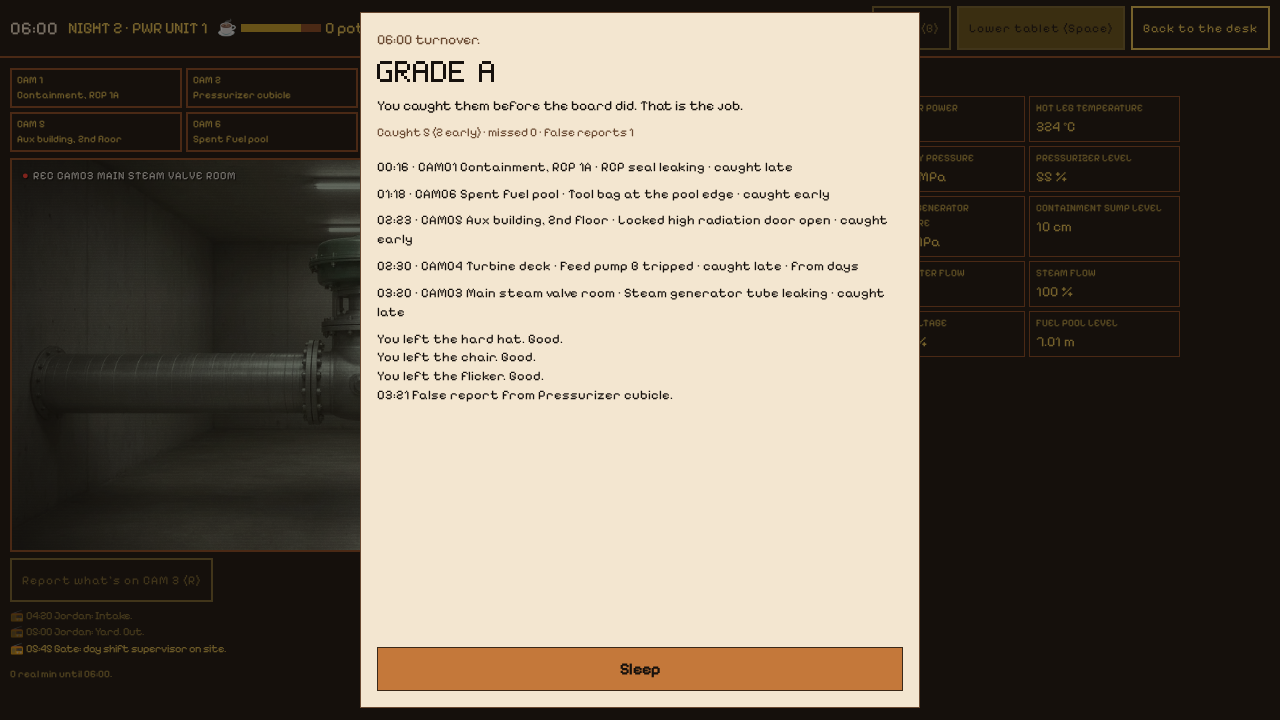 06:00 NIGHT 2 · PWR UNIT 1 0 pot
Lower tablet (Space)
Back to the desk
CAM 1
Containment, RCP 1A
CAM 2
Pressurizer cubicle
CAM 5
Aux building, 2nd floor
CAM 6
Spent Fuel pool
REC CAM03 MAIN STEAM VALVE ROOM
Report what's on CAM 3 (R)
04:20 Jordan: Intake.
05:00 Jordan: Yard. Out.
05:45 Gate: day shift supervisor on site.
0 real min until 06:00.
06:00 turnover.
GRADE A
You caught them before the board did. That is the job.
Caught 5 (2 early) · missed 0 · False reports 1
00:16 · CAM01 Containment, RCP 1A · RCP seal leaking · caught late
01:18 · CAM06 Spent fuel pool · Tool bag at the pool edge · caught early
02:23 · CAM05 Aux building, 2nd Floor · Locked high radiation door open · caught
early
02:30 · CAM04 Turbine deck · Feed pump B tripped · caught late · from days
03:20 · CAM03 Main steam valve room · Steam generator tube leaking · caught
late
You left the hard hat. Good.
You left the chair. Good.
You left the flicker. Good.
03:21 False report from Pressurizer cubicle.
Sleep
POWER
HOT LEG TEMPERATURE
324 °C
PRESSURE
MPa
PRESSURIZER LEVEL
55 %
GENERATOR
CONTAINMENT SUMP LEVEL
10 cm
FLOW
STEAM FLOW
100 %
FUEL POOL LEVEL
7.01 m